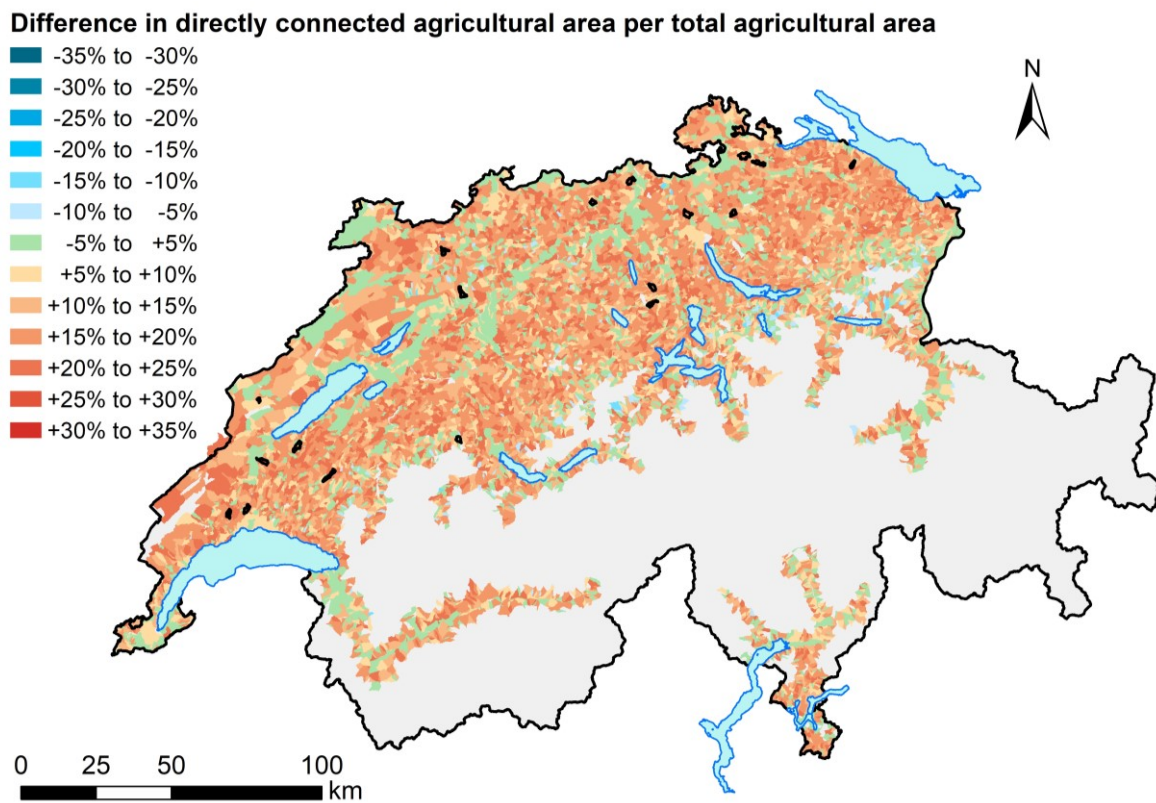 Difference in directly connected agricultural area per total agricultural area
-35% to -30%
-30% to -25%
-25% to -20%
-20% to -15%
-15% to -10%
-10% to -5%
-5% to +5%
+5% to +10%
+10% to +15%
+15% to +20%
+20% to +25%
+25% to +30%
+30% to +35%
N
0 25 50 100
km